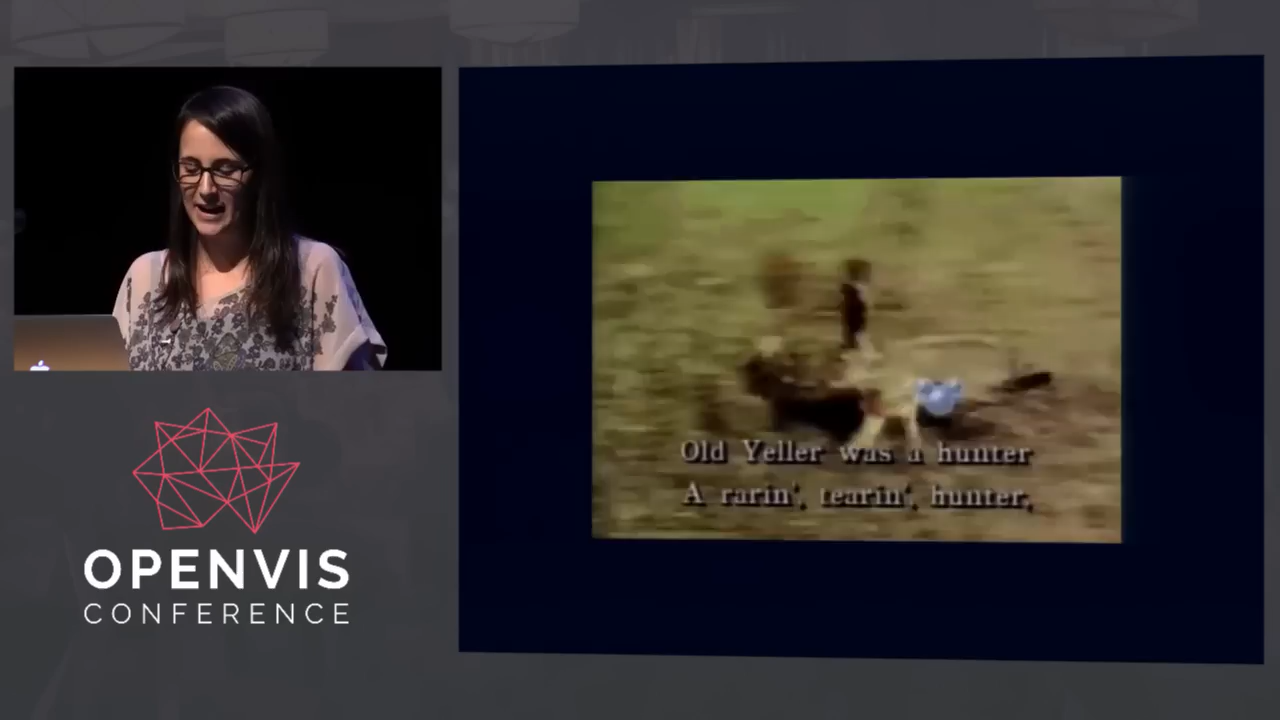 Old Yeller was a hunter
A rarin', tearin', hunter,
OPENVIS
CONFERENCE